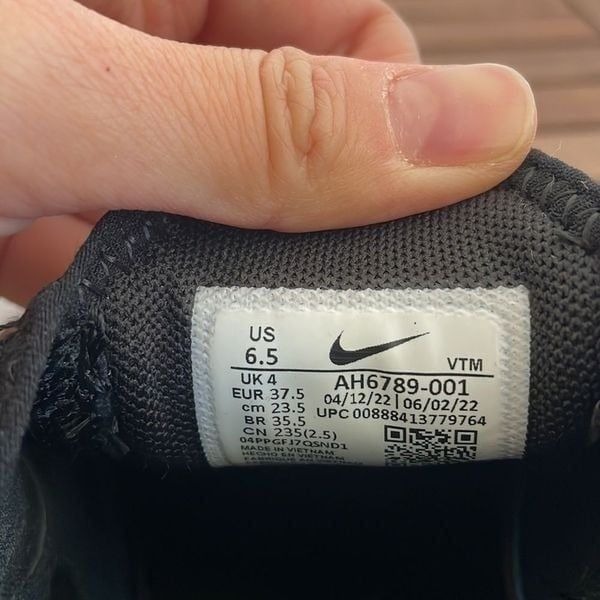 US
6.5
VTM
UK 4
EUR 37.5
cm 23.5
BR 35.5
CN 235(2.5)
04PPGFJ7QSND1
MADE IN VIETNAM
HECHO EN VIETNAM
AH6789-001
04/12/22 | 06/02/22
UPC 00888413779764